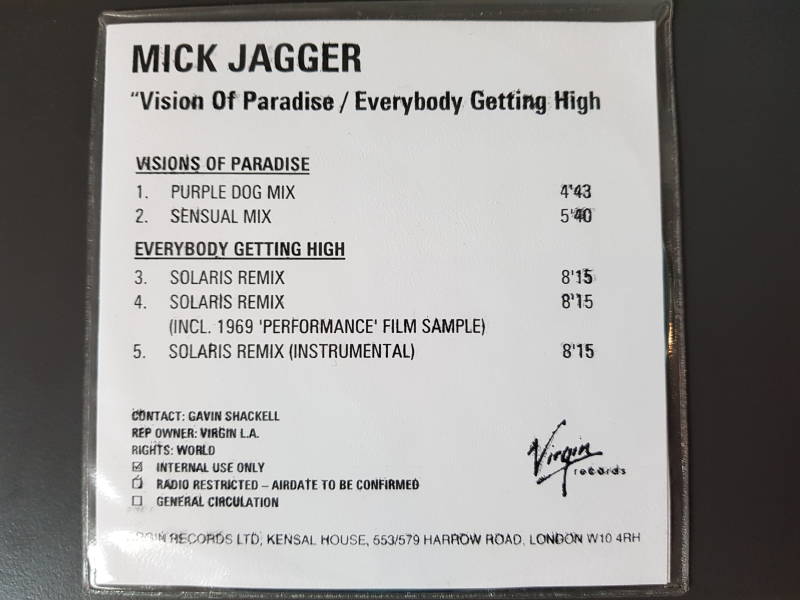 MICK JAGGER
"Vision Of Paradise / Everybody Getting High
VISIONS OF PARADISE
1. PURPLE DOG MIX 4'43
2. SENSUAL MIX 5'40
EVERYBODY GETTING HIGH
3. SOLARIS REMIX 8'15
4. SOLARIS REMIX 8'15
(INCL. 1969 'PERFORMANCE' FILM SAMPLE)
5. SOLARIS REMIX (INSTRUMENTAL) 8'15
CONTACT: GAVIN SHACKELL
REP OWNER: VIRGIN L.A.
RIGHTS: WORLD
☑ INTERNAL USE ONLY
☐ RADIO RESTRICTED – AIRDATE TO BE CONFIRMED
☐ GENERAL CIRCULATION
Virgin
records
VIRGIN RECORDS LTD, KENSAL HOUSE, 553/579 HARROW ROAD, LONDON W10 4RH